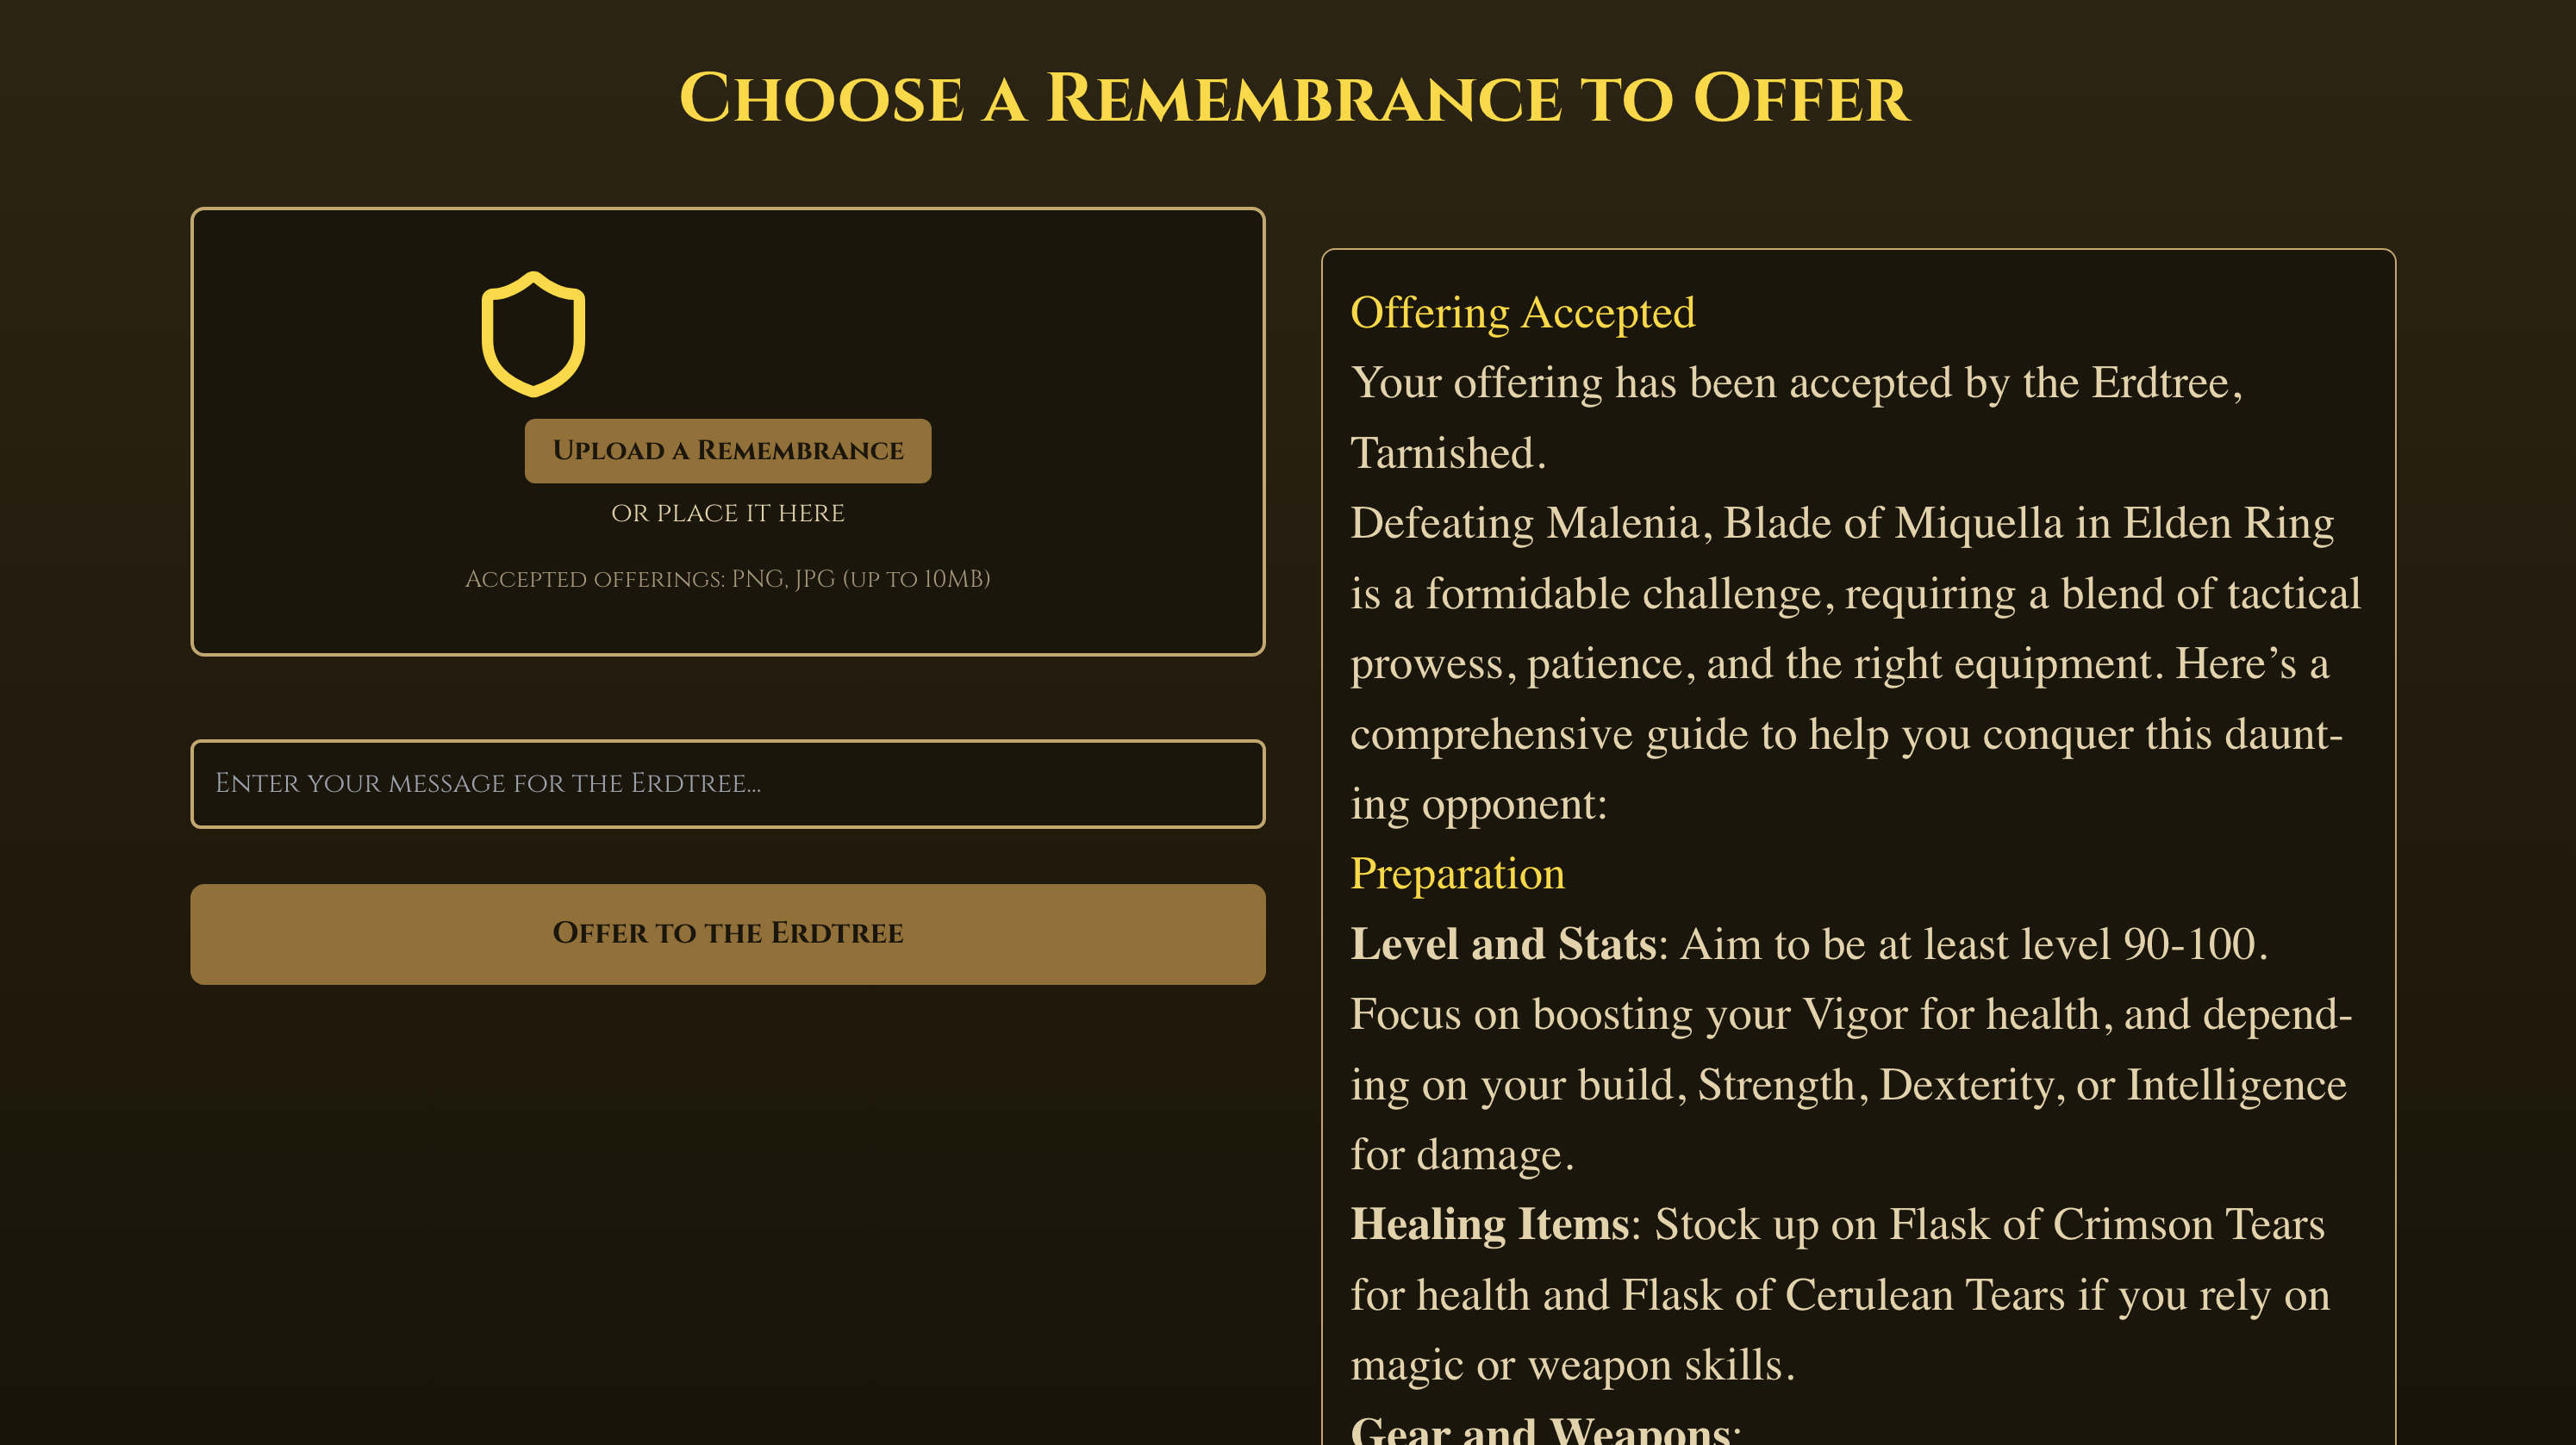 Choose a Remembrance to Offer
Upload a Remembrance
or place it here
Accepted offerings: PNG, JPG (up to 10MB)
Enter your message for the Erdtree...
Offer to the Erdtree
Offering Accepted
Your offering has been accepted by the Erdtree,
Tarnished.
Defeating Malenia, Blade of Miquella in Elden Ring
is a formidable challenge, requiring a blend of tactical
prowess, patience, and the right equipment. Here’s a
comprehensive guide to help you conquer this daunt-
ing opponent:
Preparation
Level and Stats: Aim to be at least level 90-100.
Focus on boosting your Vigor for health, and depend-
ing on your build, Strength, Dexterity, or Intelligence
for damage.
Healing Items: Stock up on Flask of Crimson Tears
for health and Flask of Cerulean Tears if you rely on
magic or weapon skills.
Gear and Weapons: